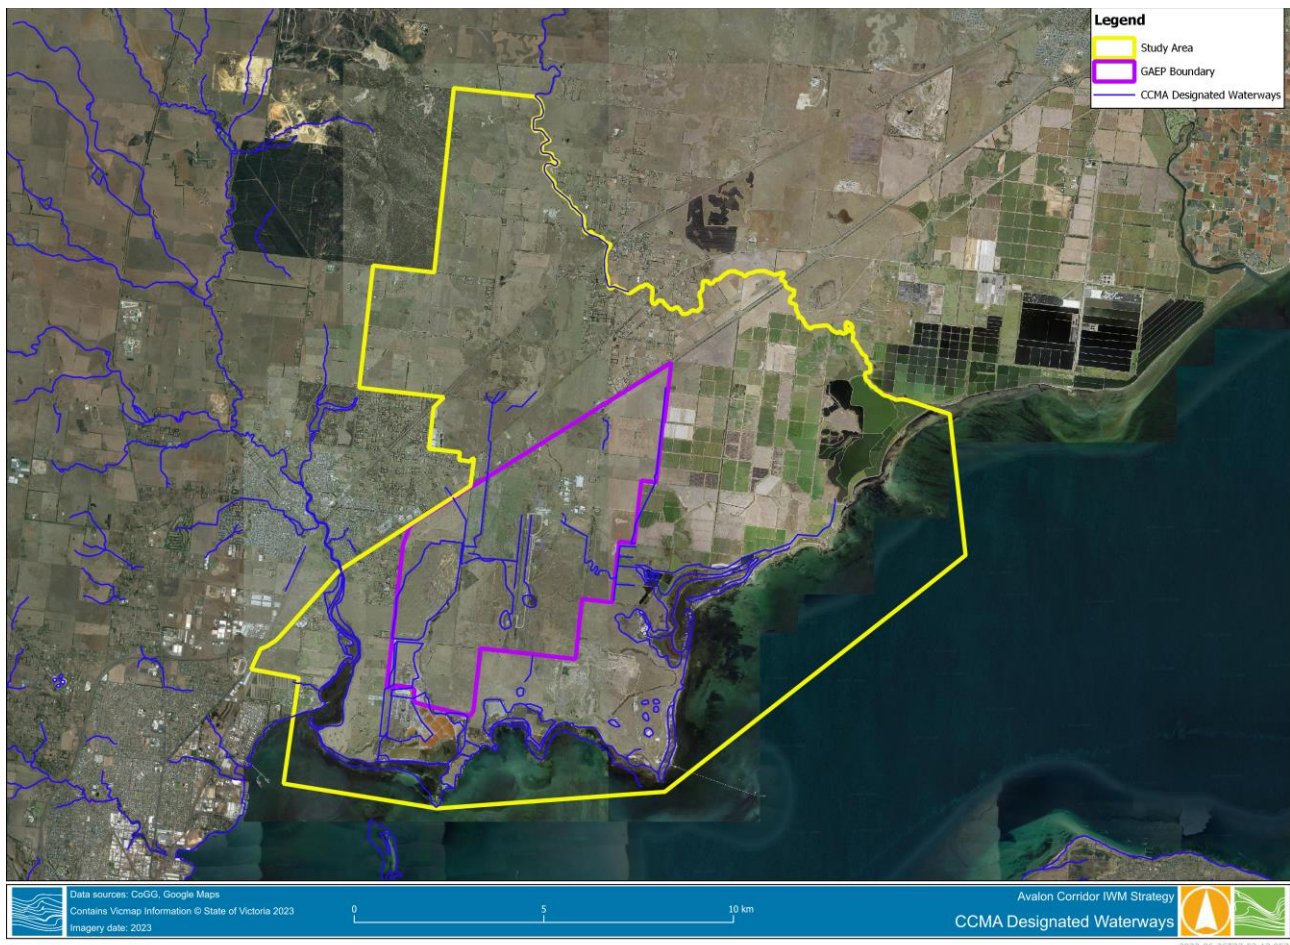 Legend
Study Area
GAEP Boundary
CCMA Designated Waterways
Data sources: CoGG, Google Maps
Contains Vicmap Information © State of Victoria 2023
Imagery date: 2023
0 5 10 km
Avalon Corridor IWM Strategy
CCMA Designated Waterways